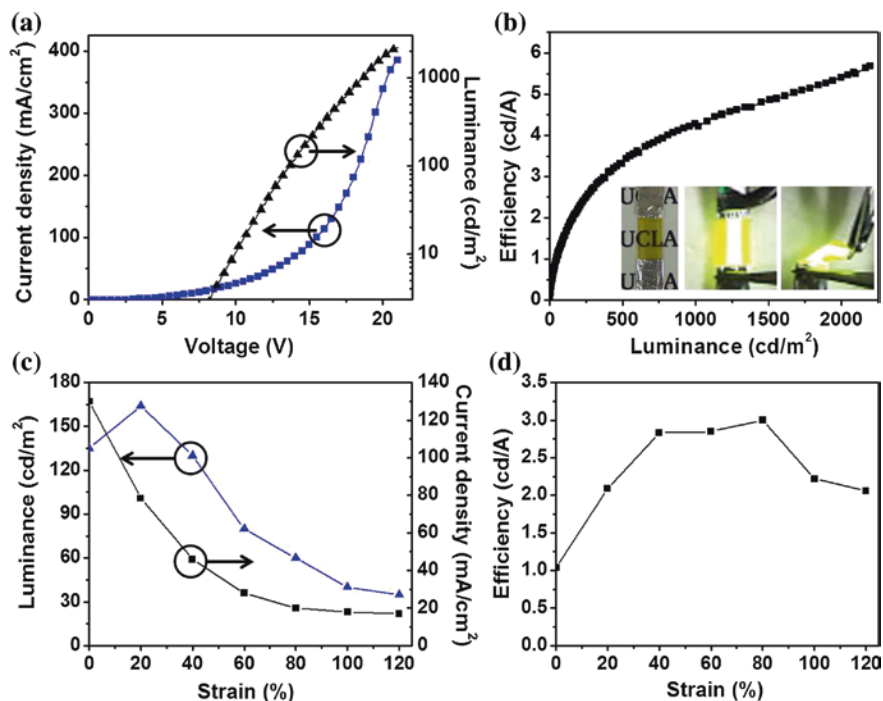 (a)
Current density (mA/cm²)
400
300
200
100
0
0 5 10 15 20
Voltage (V)
1000
100
10
Luminance (cd/m²)
(b)
Efficiency (cd/A)
6
5
4
3
2
1
0
500 1000 1500 2000
Luminance (cd/m²)
UCLA
UCLA
UCLA
(c)
Luminance (cd/m²)
180
150
120
90
60
30
0
0 20 40 60 80 100 120
Strain (%)
140
120
100
80
60
40
20
0
Current density (mA/cm²)
(d)
Efficiency (cd/A)
3.5
3.0
2.5
2.0
1.5
1.0
0.5
0.0
0 20 40 60 80 100 120
Strain (%)